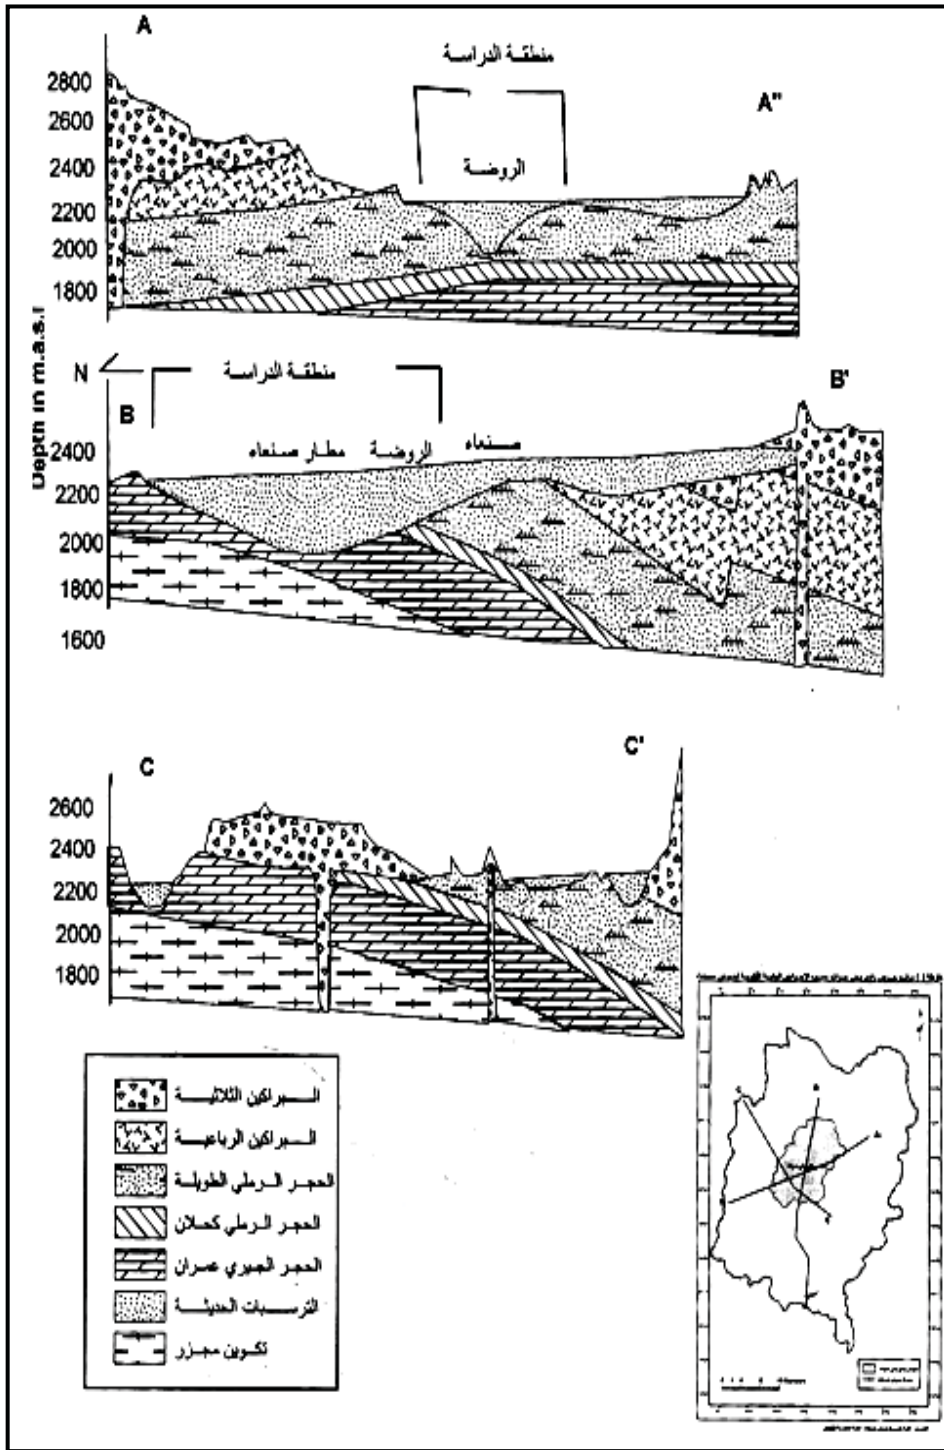 A
منطقة الدراسة
A"
الروضة
2800
2600
2400
2200
2000
1800
Depth in m.a.s.l
N
منطقة الدراسة
B
B'
صنعاء
الروضة
مطار صنعاء
2400
2200
2000
1800
1600
C
C'
2600
2400
2200
2000
1800
البراكين الثلاثية
البراكين الرباعية
الحجر الرملي الطويلة
الحجر الرملي كحلان
الحجر الجيري عمران
الترسبات الحديثة
تكوين مجزر